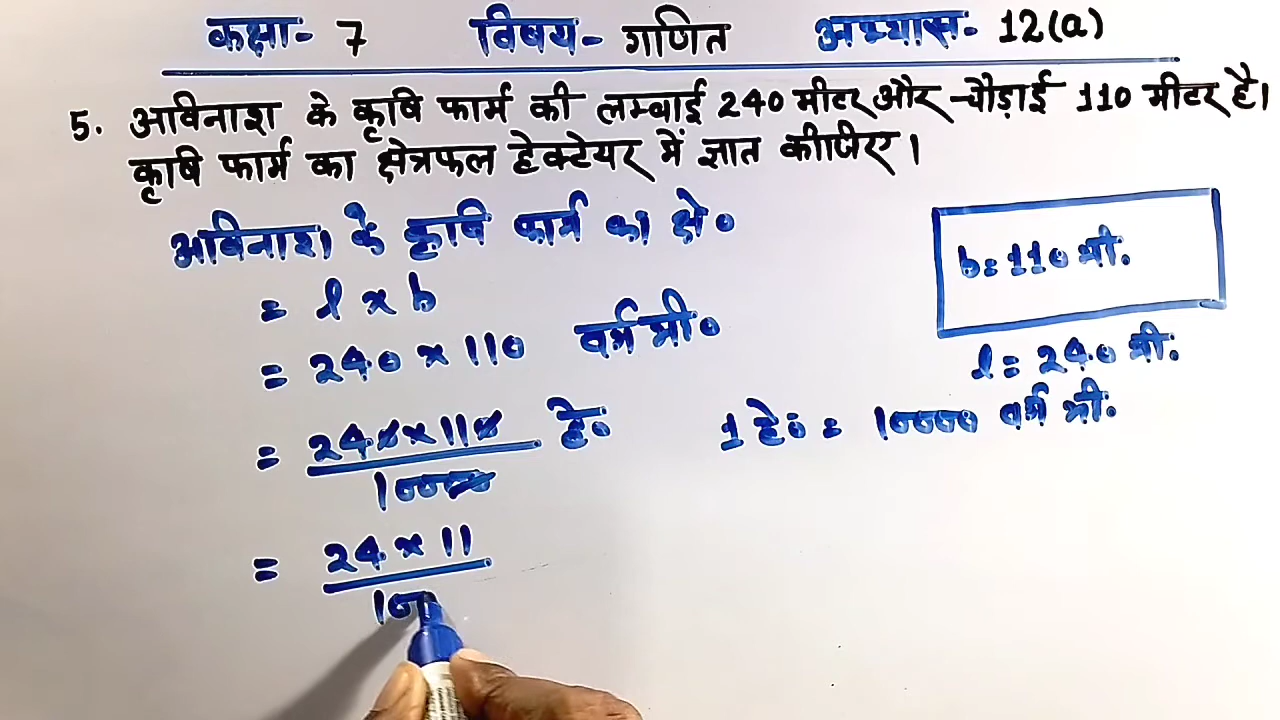 कक्षा- 7 विषय- गणित अभ्यास- 12(a)
5. अविनाश के कृषि फार्म की लम्बाई 240 मीटर और चौड़ाई 110 मीटर है।
कृषि फार्म का क्षेत्रफल हेक्टेयर में ज्ञात कीजिए।
अविनाश के कृषि फार्म का क्षे०
= l × b
= 240 × 110 वर्ग मी०
= 240 × 110 / 10000 हे०
= 24 × 11 / 100
b = 110 मी.
l = 240 मी.
1 हे० = 10000 वर्ग मी.